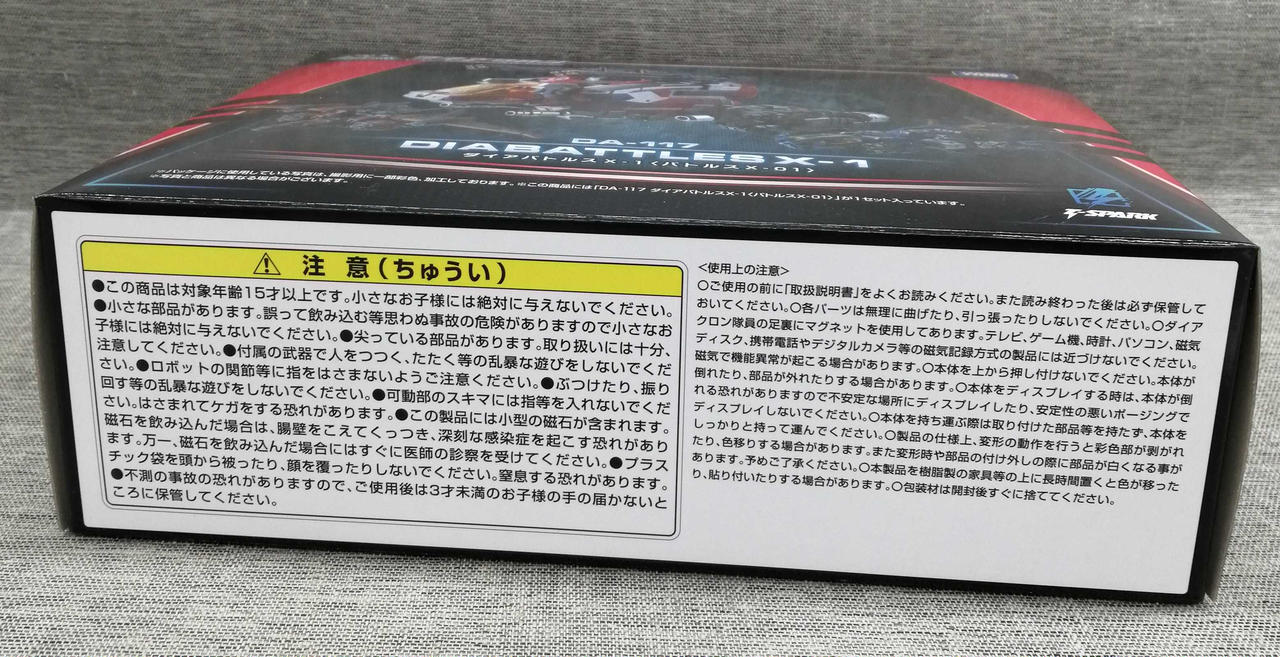 DA-117
DIABATTLES X-1
ダイアバトルスX-1〈バトルスX-01〉
※パッケージに使用している写真は、撮影用に一部彩色、加工しております。※この商品には「DA-117 ダイアバトルスX-1〈バトルスX-01〉」が1セット入っています。
※写真と商品は異なる場合がございます。
T-SPARK
注 意(ちゅうい)
●この商品は対象年齢15才以上です。小さなお子様には絶対に与えないでください。
●小さな部品があります。誤って飲み込む等思わぬ事故の危険がありますので小さなお
子様には絶対に与えないでください。●尖っている部品があります。取り扱いには十分、
注意してください。●付属の武器で人をつつく、たたく等の乱暴な遊びをしないでくだ
さい。●ロボットの関節等に指をはさまないようご注意ください。●ぶつけたり、振り
回す等の乱暴な遊びをしないでください。●可動部のスキマには指等を入れないでくだ
さい。はさまれてケガをする恐れがあります。●この製品には小型の磁石が含まれます。
磁石を飲み込んだ場合は、腸壁をこえてくっつき、深刻な感染症を起こす恐れがあり
ます。万一、磁石を飲み込んだ場合にはすぐに医師の診察を受けてください。●プラス
チック袋を頭から被ったり、顔を覆ったりしないでください。窒息する恐れがあります。
●不測の事故の恐れがありますので、ご使用後は3才未満のお子様の手の届かないと
ころに保管してください。
<使用上の注意>
○ご使用の前に「取扱説明書」をよくお読みください。また読み終わった後は必ず保管して
おいてください。○各パーツは無理に曲げたり、引っ張ったりしないでください。○ダイア
クロン隊員の足裏にマグネットを使用してあります。テレビ、ゲーム機、時計、パソコン、磁気
ディスク、携帯電話やデジタルカメラ等の磁気記録方式の製品には近づけないでください。
磁気で機能異常が起こる場合があります。○本体を上から押し付けないでください。本体が
倒れたり、部品が外れたりする場合があります。○本体をディスプレイする時は、本体が倒
れる恐れがありますので不安定な場所にディスプレイしたり、安定性の悪いポージングで
ディスプレイしないでください。○本体を持ち運ぶ際は取り付けた部品等を持たず、本体を
しっかりと持って運んでください。○製品の仕様上、変形の動作を行うと彩色部が剥がれ
たり、色移りする場合があります。また変形時や部品の付け外しの際に部品が白くなる事が
あります。予めご了承ください。○本製品を樹脂製の家具等の上に長時間置くと色が移った
り、貼り付いたりする場合があります。○包装材は開封後すぐに捨ててください。